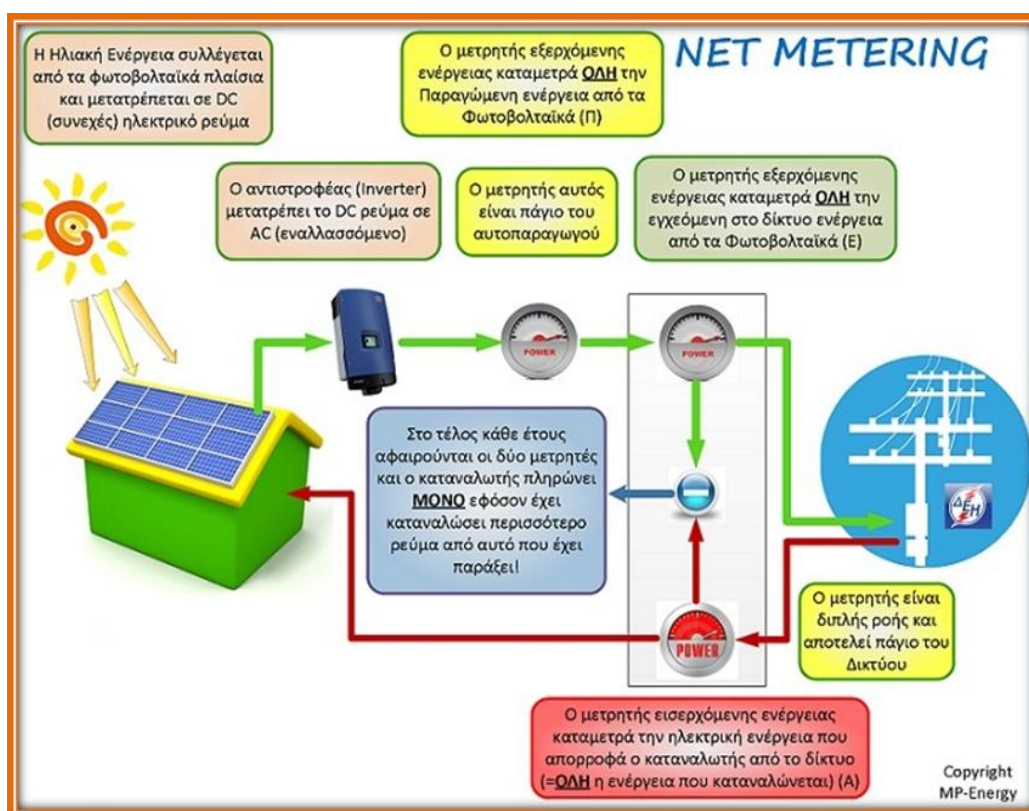 Η Ηλιακή Ενέργεια συλλέγεται
από τα φωτοβολταϊκά πλαίσια
και μετατρέπεται σε DC
(συνεχές) ηλεκτρικό ρεύμα
Ο μετρητής εξερχόμενης
ενέργειας καταμετρά ΟΛΗ την
Παραγώμενη ενέργεια από τα
Φωτοβολταϊκά (Π)
NET METERING
Ο αντιστροφέας (Inverter)
μετατρέπει το DC ρεύμα σε
AC (εναλλασσόμενο)
Ο μετρητής αυτός
είναι πάγιο του
αυτοπαραγωγού
Ο μετρητής εξερχόμενης
ενέργειας καταμετρά ΟΛΗ την
εγχεόμενη στο δίκτυο ενέργεια
από τα Φωτοβολταϊκά (Ε)
POWER
POWER
Στο τέλος κάθε έτους
αφαιρούνται οι δύο μετρητές
και ο καταναλωτής πληρώνει
ΜΟΝΟ εφόσον έχει
καταναλώσει περισσότερο
ρεύμα από αυτό που έχει
παράξει!
ΔΕΗ
POWER
Ο μετρητής είναι
διπλής ροής και
αποτελεί πάγιο του
Δικτύου
Ο μετρητής εισερχόμενης ενέργειας
καταμετρά την ηλεκτρική ενέργεια που
απορροφά ο καταναλωτής από το δίκτυο
(=ΟΛΗ η ενέργεια που καταναλώνεται) (Α)
Copyright
MP-Energy